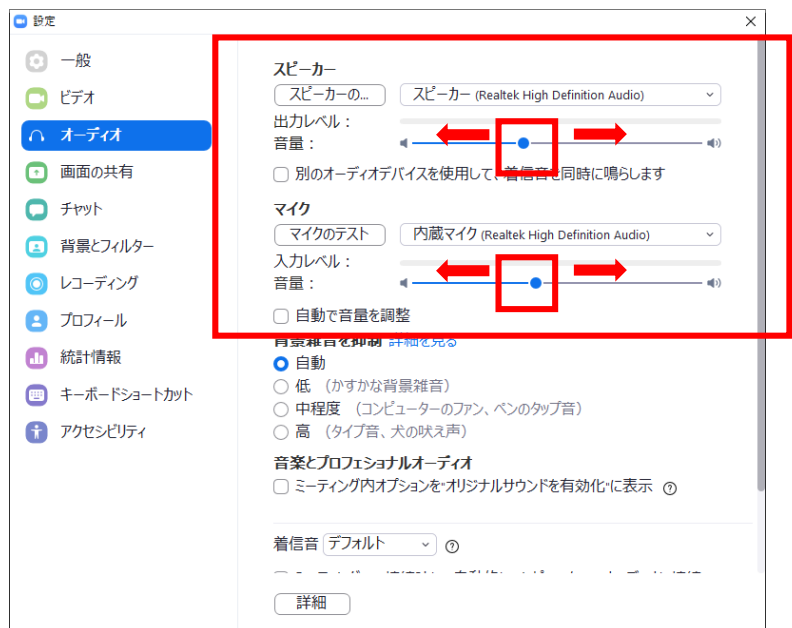 設定
一般
ビデオ
オーディオ
画面の共有
チャット
背景とフィルター
レコーディング
プロフィール
統計情報
キーボードショートカット
アクセシビリティ
スピーカー
スピーカーの... スピーカー (Realtek High Definition Audio)
出力レベル：
音量：
別のオーディオデバイスを使用して、着信音を同時に鳴らします
マイク
マイクのテスト 内蔵マイク (Realtek High Definition Audio)
入力レベル：
音量：
自動で音量を調整
背景雑音を抑制 詳細を見る
自動
低 （かすかな背景雑音）
中程度 （コンピューターのファン、ペンのタップ音）
高 （タイプ音、犬の吠え声）
音楽とプロフェショナルオーディオ
ミーティング内オプションを"オリジナルサウンドを有効化"に表示
着信音 デフォルト
詳細